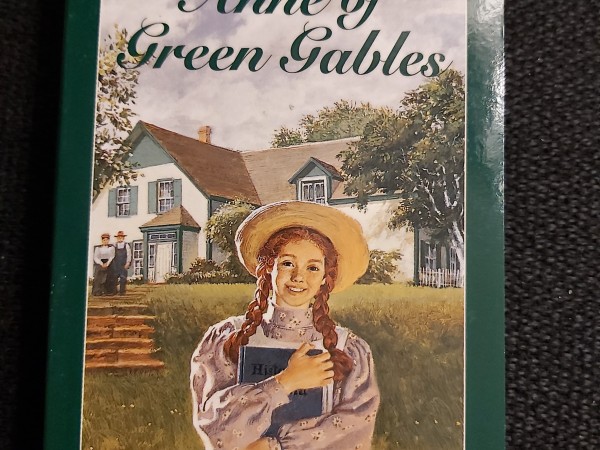 Anne of
Green Gables